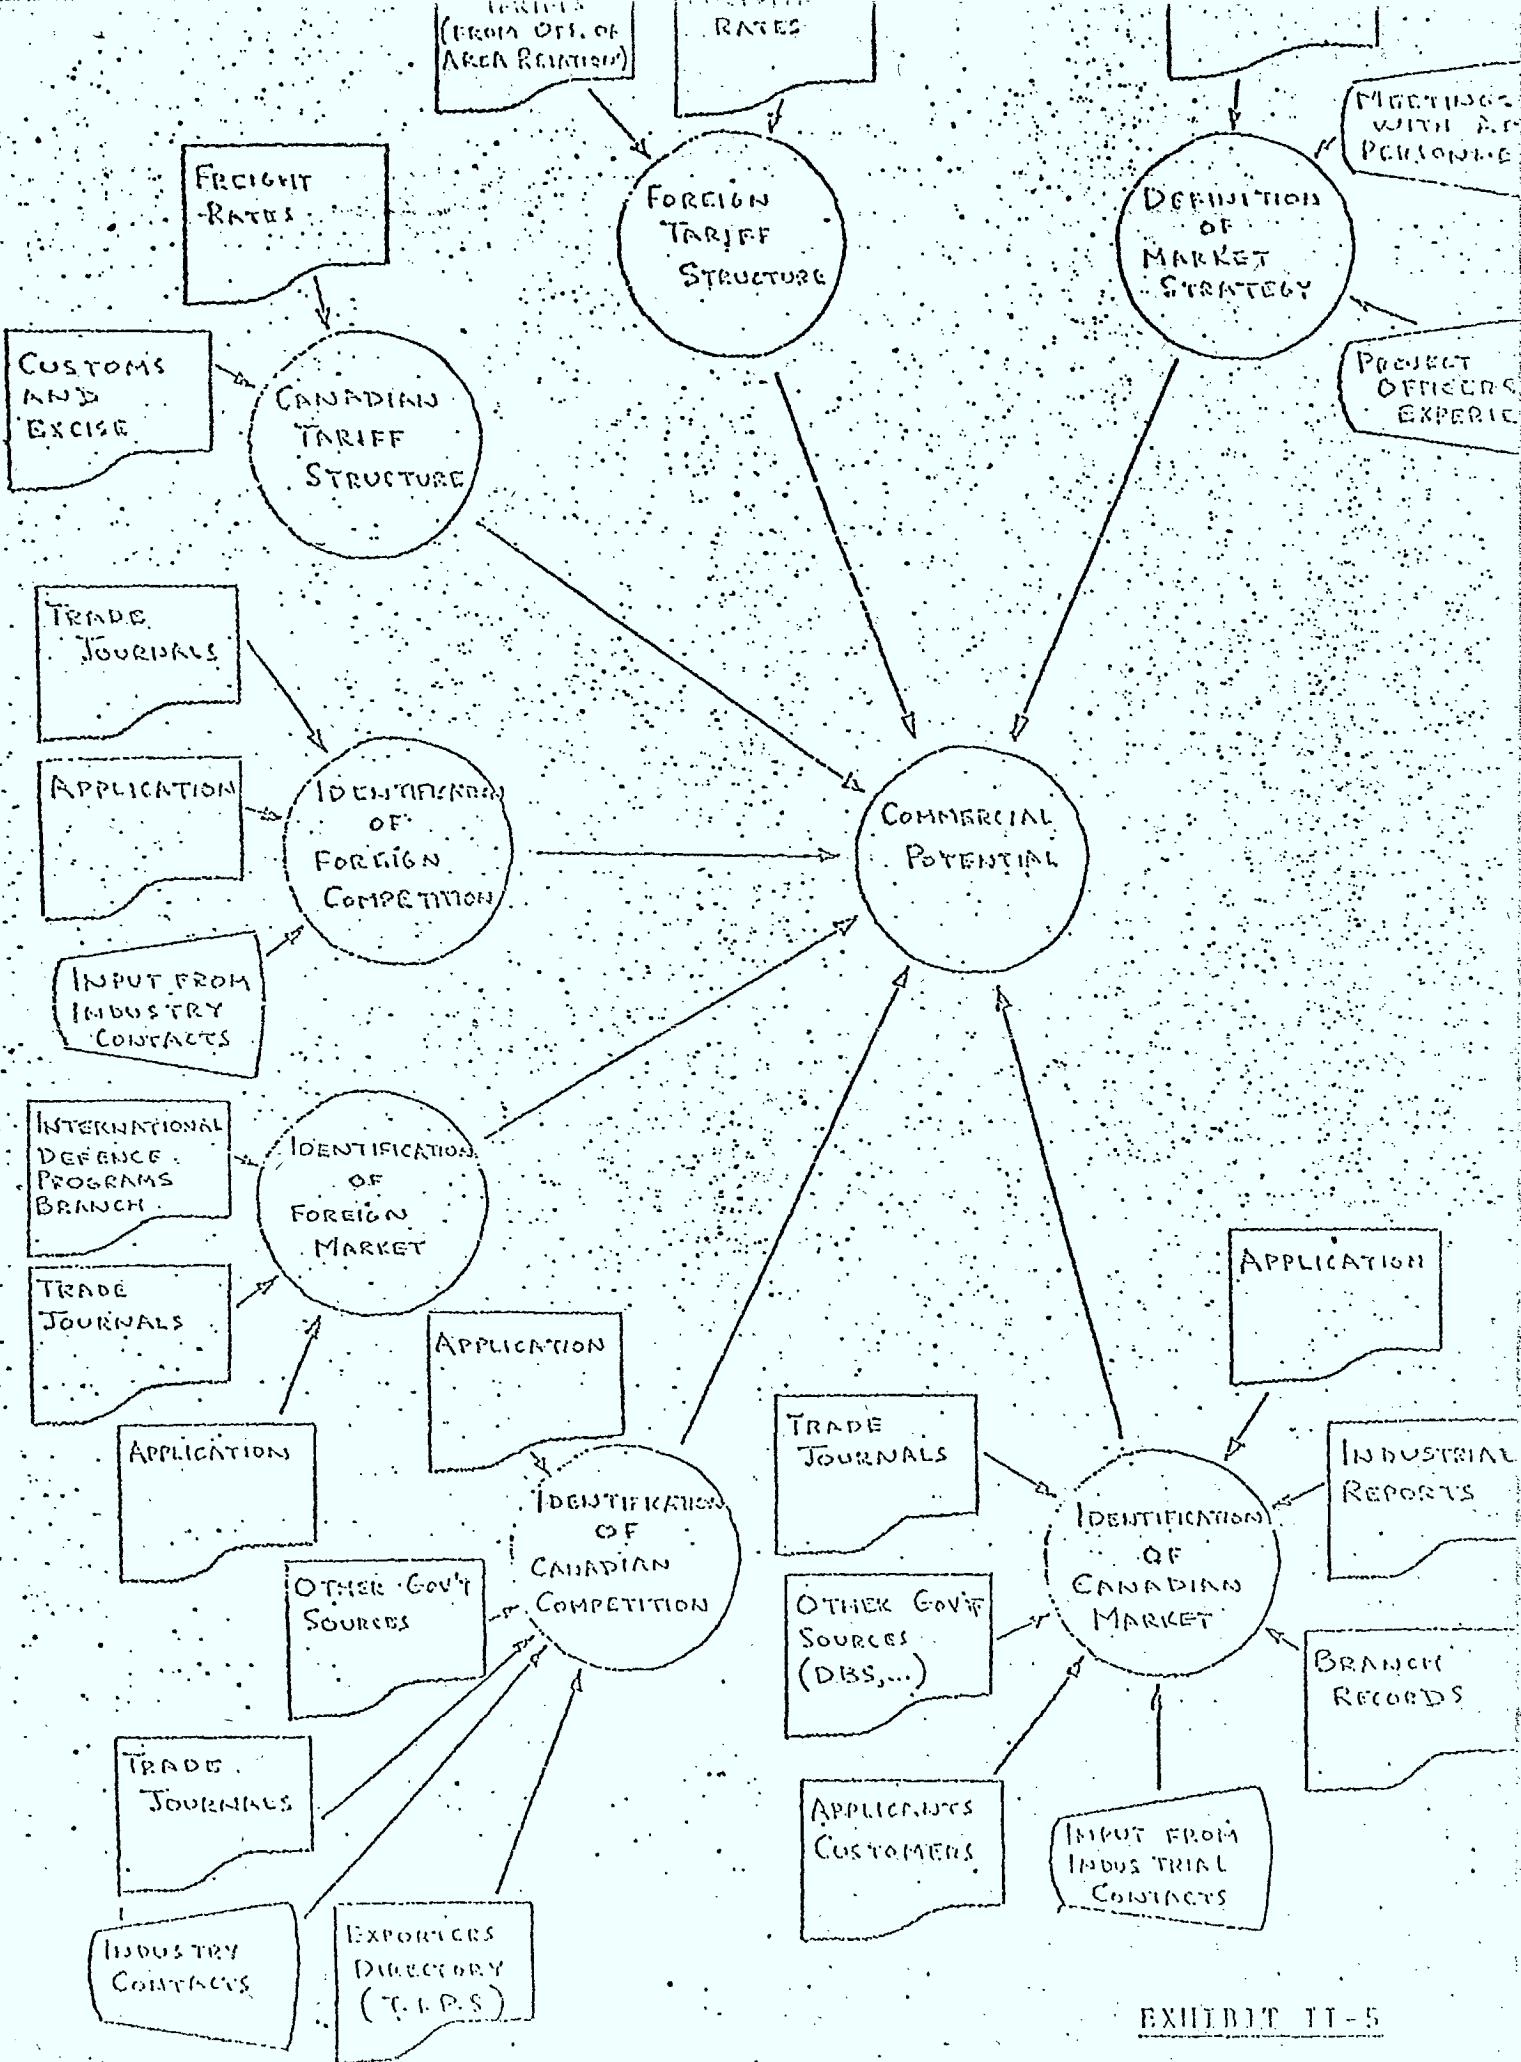 (FROM OFF. OF
AREA RELATION)
RATES
MEETINGS
WITH
FREIGHT
RATES
FOREIGN
TARIFF
STRUCTURE
DEFINITION
OF
MARKET
STRATEGY
CUSTOMS
AND
EXCISE
CANADIAN
TARIFF
STRUCTURE
PROJECT
OFFICERS
TRADE
JOURNALS
APPLICATION
IDENTIFICATION
OF
FOREIGN
COMPETITION
COMMERCIAL
POTENTIAL
INPUT FROM
INDUSTRY
CONTACTS
INTERNATIONAL
DEFENCE
PROGRAMS
BRANCH
IDENTIFICATION
OF
FOREIGN
MARKET
TRADE
JOURNALS
APPLICATION
APPLICATION
APPLICATION
TRADE
JOURNALS
INDUSTRIAL
REPORTS
IDENTIFICATION
OF
CANADIAN
COMPETITION
IDENTIFICATION
OF
CANADIAN
MARKET
OTHER GOV'T
SOURCES
OTHER GOV'T
SOURCES
(DBS,...)
BRANCH
RECORDS
TRADE
JOURNALS
APPLICANTS
CUSTOMERS
INPUT FROM
INDUSTRIAL
CONTACTS
INDUSTRY
CONTACTS
EXPORTERS
DIRECTORY
(T.I.P.S)
EXHIBIT II-5